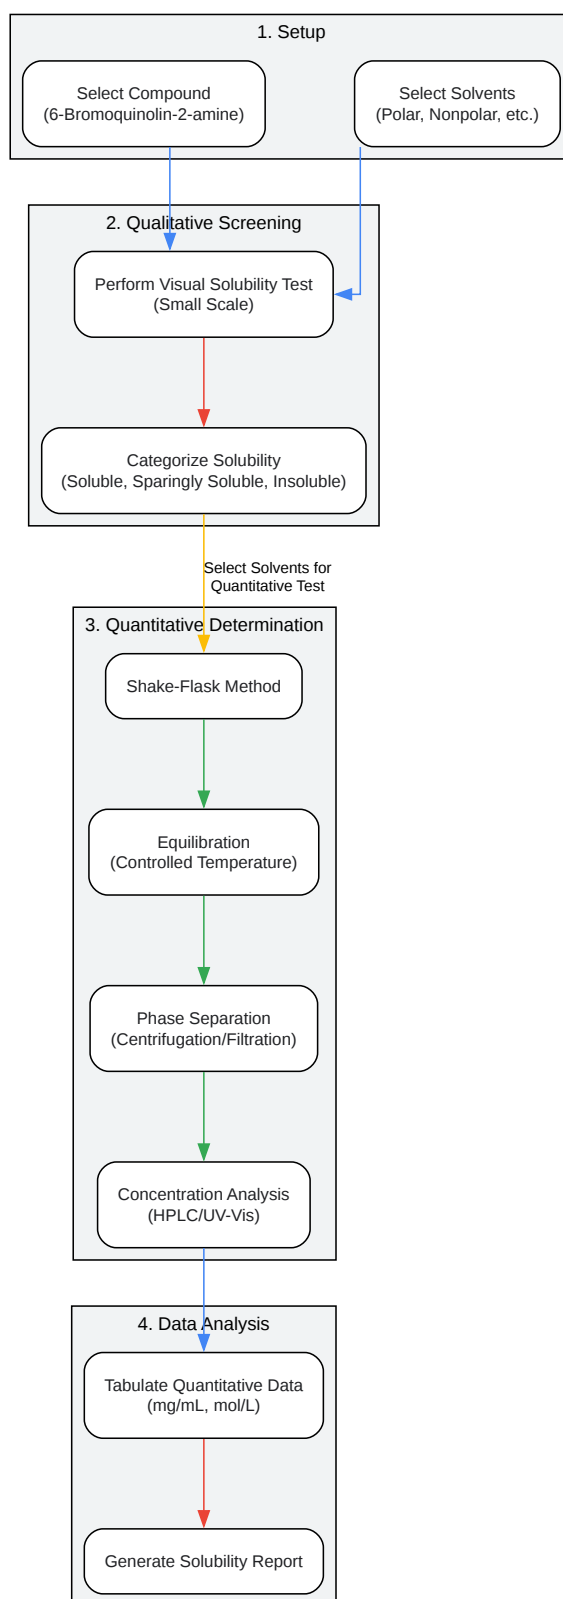 1. Setup
Select Compound
(6-Bromoquinolin-2-amine)
Select Solvents
(Polar, Nonpolar, etc.)
2. Qualitative Screening
Perform Visual Solubility Test
(Small Scale)
Categorize Solubility
(Soluble, Sparingly Soluble, Insoluble)
Select Solvents for
Quantitative Test
3. Quantitative Determination
Shake-Flask Method
Equilibration
(Controlled Temperature)
Phase Separation
(Centrifugation/Filtration)
Concentration Analysis
(HPLC/UV-Vis)
4. Data Analysis
Tabulate Quantitative Data
(mg/mL, mol/L)
Generate Solubility Report